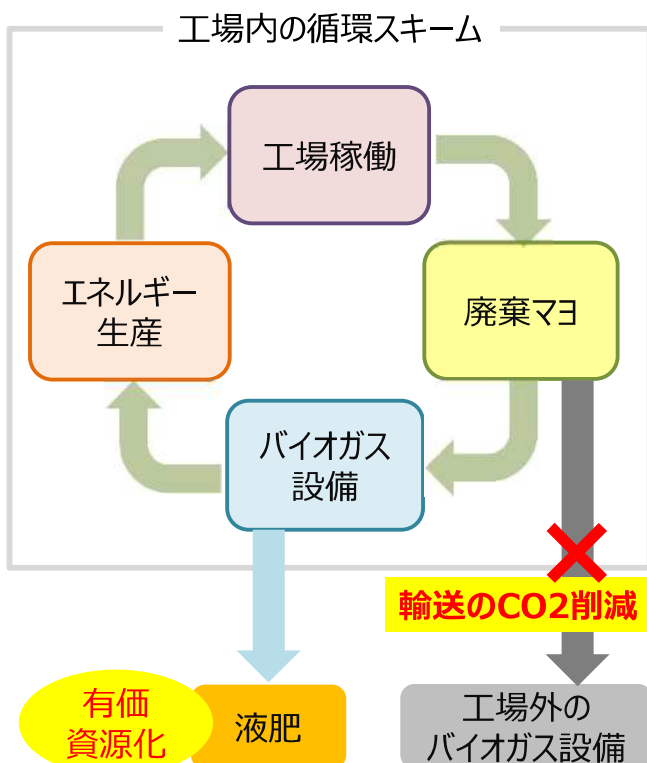 工場内の循環スキーム
工場稼働
エネルギー
生産
廃棄マヨ
バイオガス
設備
輸送のCO2削減
有価
資源化
液肥
工場外の
バイオガス設備